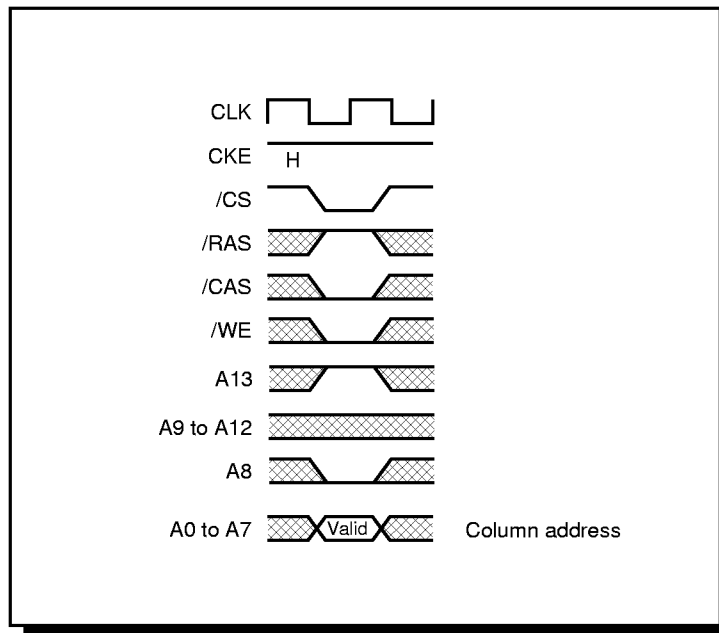 CLK
CKE H
/CS
/RAS
/CAS
/WE
A13
A9 to A12
A8
A0 to A7 Valid Column address